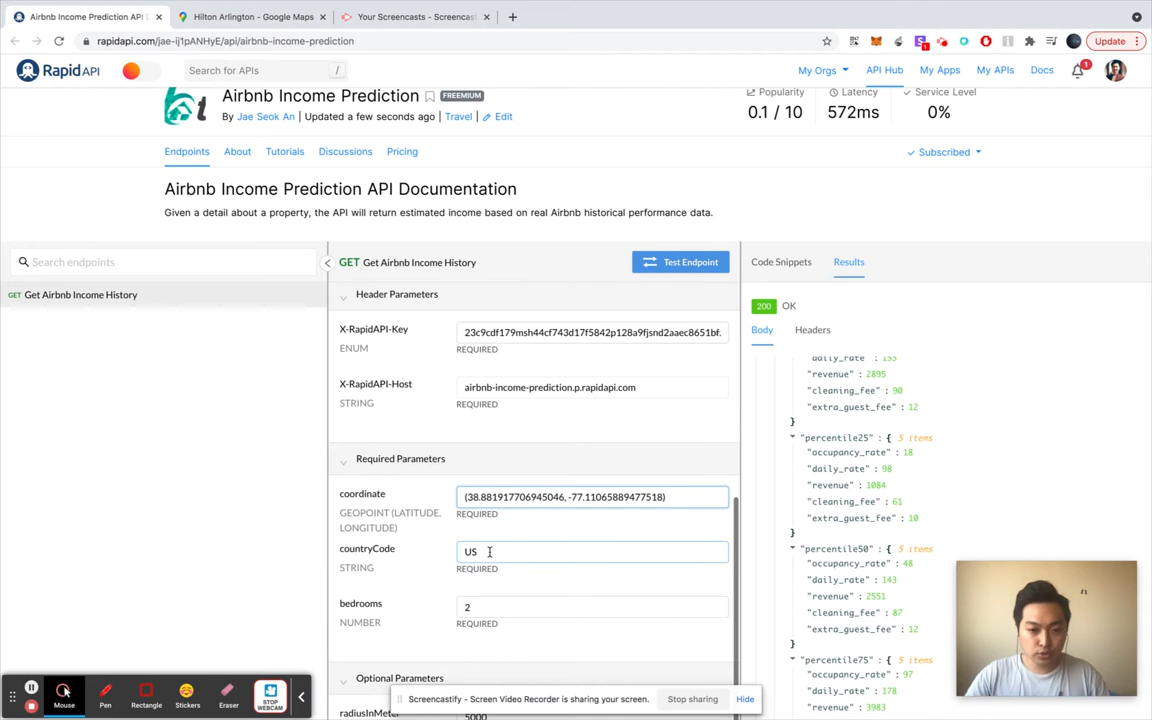 Airbnb Income Prediction API D
Hilton Arlington - Google Maps
Your Screencasts - Screencast
rapidapi.com/jae-ij1pANHyE/api/airbnb-income-prediction
1
Update
Rapid API
Search for APIs
/
My Orgs
API Hub
My Apps
My APIs
Docs
1
t
Airbnb Income Prediction
FREEMIUM
By Jae Seok An | Updated a few seconds ago | Travel | Edit
Popularity
0.1 / 10
Latency
572ms
Service Level
0%
Endpoints
About
Tutorials
Discussions
Pricing
Subscribed
Airbnb Income Prediction API Documentation
Given a detail about a property, the API will return estimated income based on real Airbnb historical performance data.
Search endpoints
GET Get Airbnb Income History
GET Get Airbnb Income History
Test Endpoint
Header Parameters
X-RapidAPI-Key
ENUM
23c9cdf179msh44cf743d17f5842p128a9fjsnd2aaec8651bf.
REQUIRED
X-RapidAPI-Host
STRING
airbnb-income-prediction.p.rapidapi.com
REQUIRED
Required Parameters
coordinate
GEOPOINT (LATITUDE,
LONGITUDE)
(38.881917706945046, -77.11065889477518)
REQUIRED
countryCode
STRING
US
REQUIRED
bedrooms
NUMBER
2
REQUIRED
Optional Parameters
radiusInMeter
5000
Code Snippets
Results
200 OK
Body
Headers
"daily_rate" : 153
"revenue" : 2895
"cleaning_fee" : 90
"extra_guest_fee" : 12
}
"percentile25" : { 5 items
"occupancy_rate" : 18
"daily_rate" : 98
"revenue" : 1084
"cleaning_fee" : 61
"extra_guest_fee" : 10
}
"percentile50" : { 5 items
"occupancy_rate" : 48
"daily_rate" : 143
"revenue" : 2551
"cleaning_fee" : 87
"extra_guest_fee" : 12
}
"percentile75" : { 5 items
"occupancy_rate" : 97
"daily_rate" : 178
"revenue" : 3983
Mouse
Pen
Rectangle
Stickers
Eraser
STOP
WEBCAM
Screencastify - Screen Video Recorder is sharing your screen.
Stop sharing
Hide